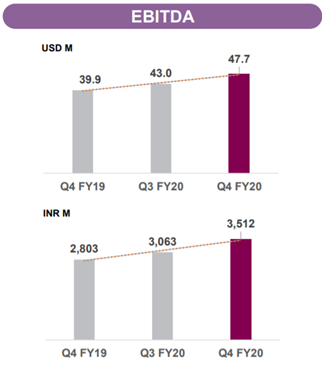 EBITDA
USD M
39.9 43.0 47.7
Q4 FY19 Q3 FY20 Q4 FY20
INR M
2,803 3,063 3,512
Q4 FY19 Q3 FY20 Q4 FY20